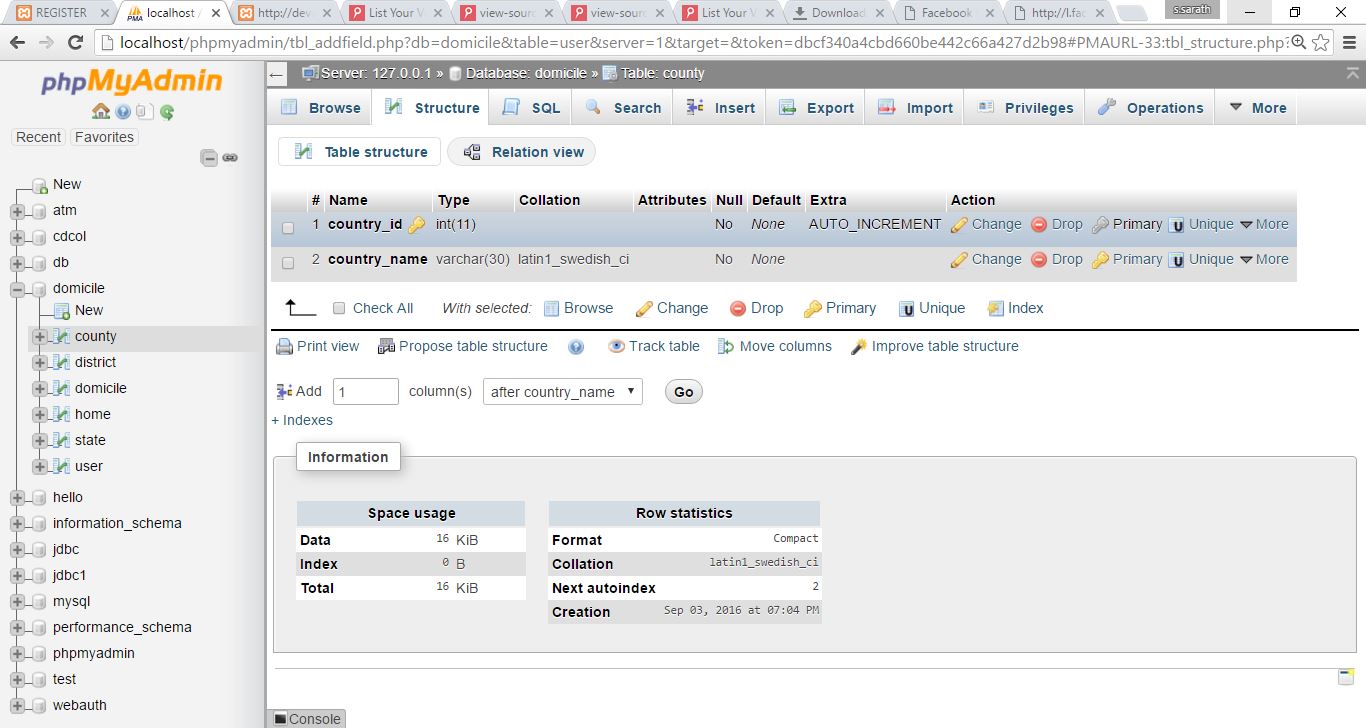 REGISTER
localhost /
http://dev
List Your V
view-sour
view-sour
List Your V
Download
Facebook
http://l.fac
s.sarath
localhost/phpmyadmin/tbl_addfield.php?db=domicile&table=user&server=1&target=&token=dbcf340a4cbd660be442c66a427d2b98#PMAURL-33:tbl_structure.php?
phpMyAdmin
Recent Favorites
New
atm
cdcol
db
domicile
New
county
district
domicile
home
state
user
hello
information_schema
jdbc
jdbc1
mysql
performance_schema
phpmyadmin
test
webauth
Server: 127.0.0.1 » Database: domicile » Table: county
Browse Structure SQL Search Insert Export Import Privileges Operations More
Table structure Relation view
# Name Type Collation Attributes Null Default Extra Action
1 country_id int(11) No None AUTO_INCREMENT Change Drop Primary Unique More
2 country_name varchar(30) latin1_swedish_ci No None Change Drop Primary Unique More
Check All With selected: Browse Change Drop Primary Unique Index
Print view Propose table structure Track table Move columns Improve table structure
Add 1 column(s) after country_name Go
+ Indexes
Information
Space usage
Data 16 KiB
Index 0 B
Total 16 KiB
Row statistics
Format Compact
Collation latin1_swedish_ci
Next autoindex 2
Creation Sep 03, 2016 at 07:04 PM
Console